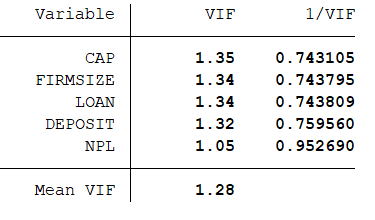 Variable VIF 1/VIF
CAP 1.35 0.743105
FIRMSIZE 1.34 0.743795
LOAN 1.34 0.743809
DEPOSIT 1.32 0.759560
NPL 1.05 0.952690
Mean VIF 1.28